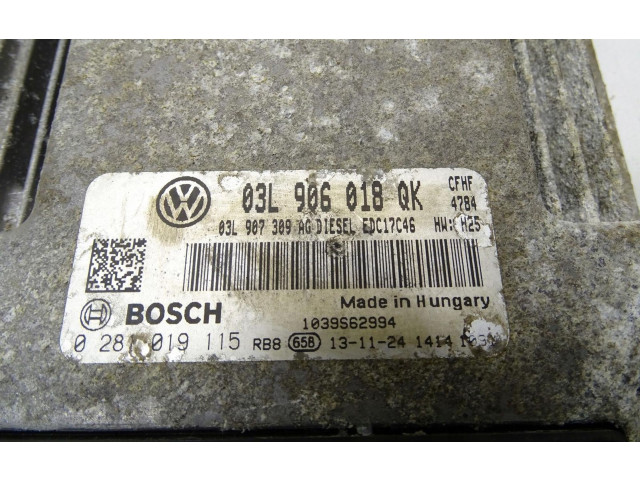 03L 906 018 QK CFHF
4784
03L 907 309 AG DIESEL EDC17C46 HW: H25
BOSCH Made in Hungary
1039S62994
0 281 019 115 RB8 658 13-11-24 1414